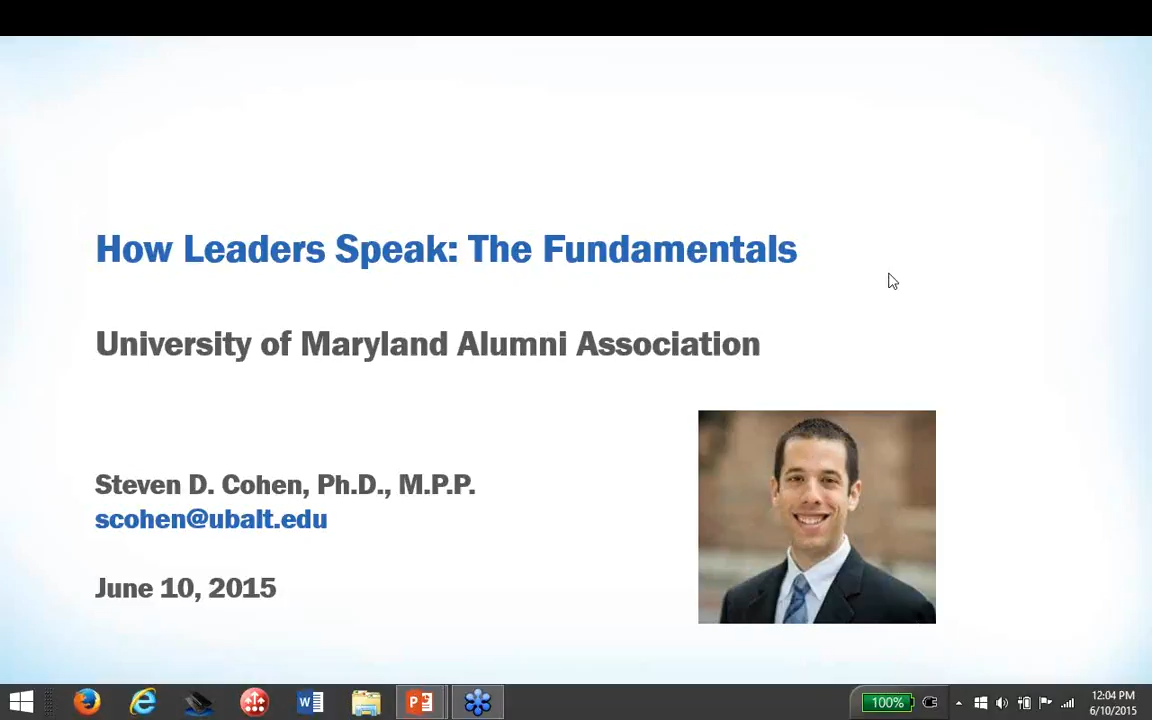 How Leaders Speak: The Fundamentals
University of Maryland Alumni Association
Steven D. Cohen, Ph.D., M.P.P.
scohen@ubalt.edu
June 10, 2015
100%
12:04 PM
6/10/2015